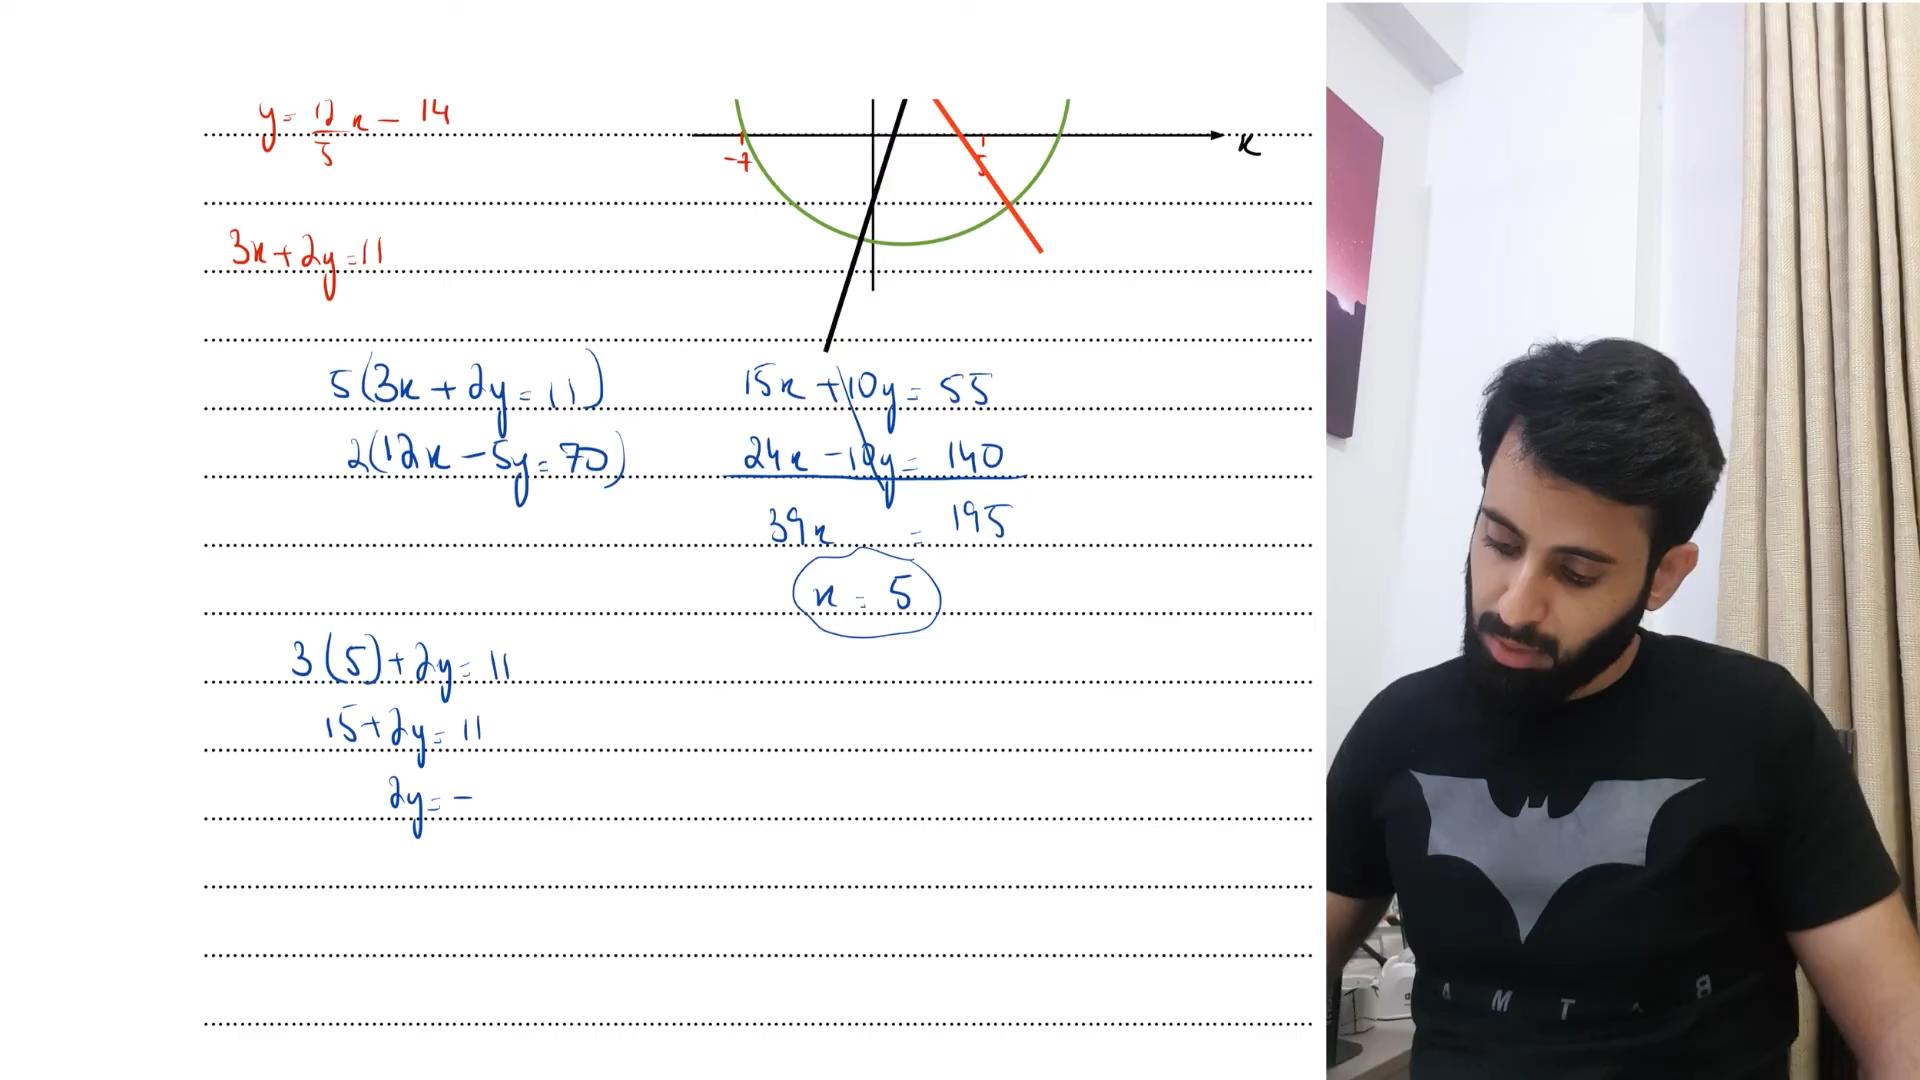 y = 12/5 x - 14
x
-7
5
3x + 2y = 11
5(3x + 2y = 11)
15x + 10y = 55
2(12x - 5y = 70)
24x - 10y = 140
39x = 195
x = 5
3(5) + 2y = 11
15 + 2y = 11
2y = -
B A T M A